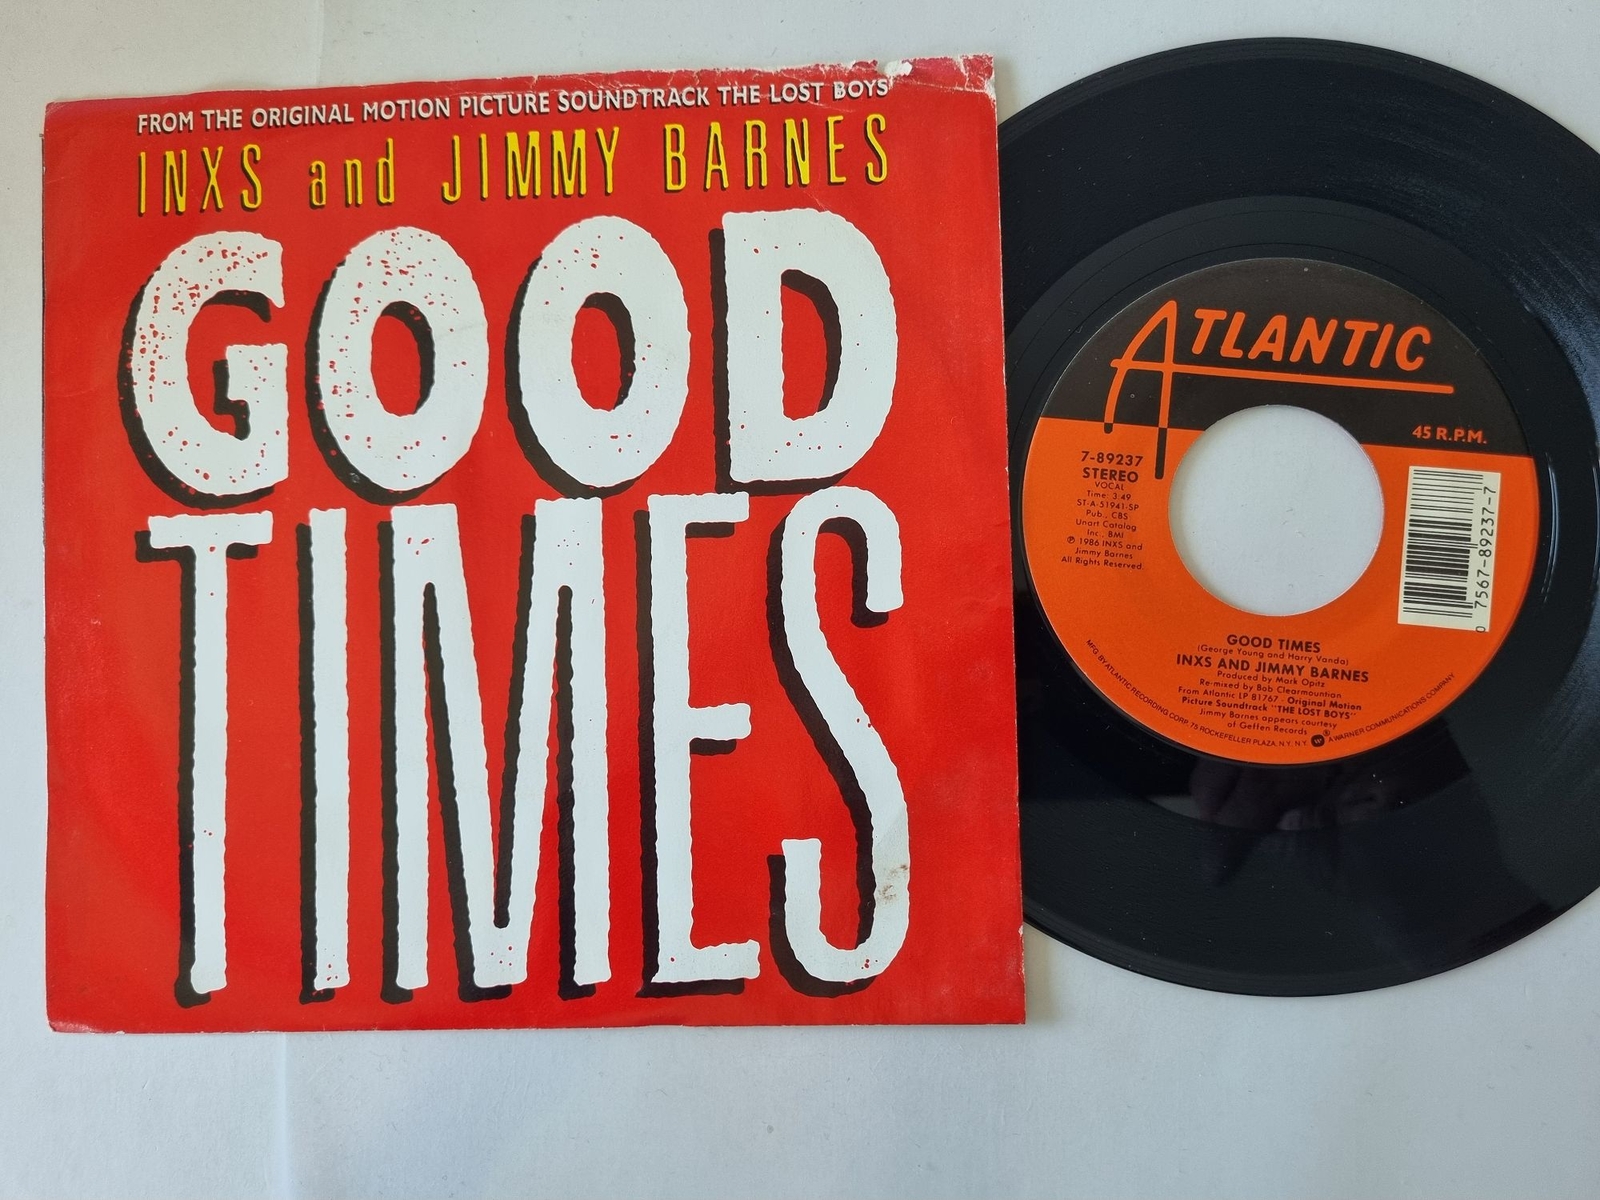 FROM THE ORIGINAL MOTION PICTURE SOUNDTRACK THE LOST BOYS
INXS and JIMMY BARNES
GOOD
TIMES
ATLANTIC
45 R.P.M.
7-89237
STEREO
VOCAL
Time: 3:49
ST-A-51941-SP
Pub., CBS
Unart Catalog
Inc., BMI
℗ 1986 INXS and
Jimmy Barnes
All Rights Reserved.
0 7567-89237-7
GOOD TIMES
(George Young and Harry Vanda)
INXS AND JIMMY BARNES
Produced by Mark Opitz
Re-mixed by Bob Clearmountian
From Atlantic LP 81767 Original Motion
Picture Soundtrack "THE LOST BOYS"
Jimmy Barnes appears courtesy
of Geffen Records
MFG. BY ATLANTIC RECORDING CORP. 75 ROCKEFELLER PLAZA, N.Y., N.Y. ® A WARNER COMMUNICATIONS COMPANY